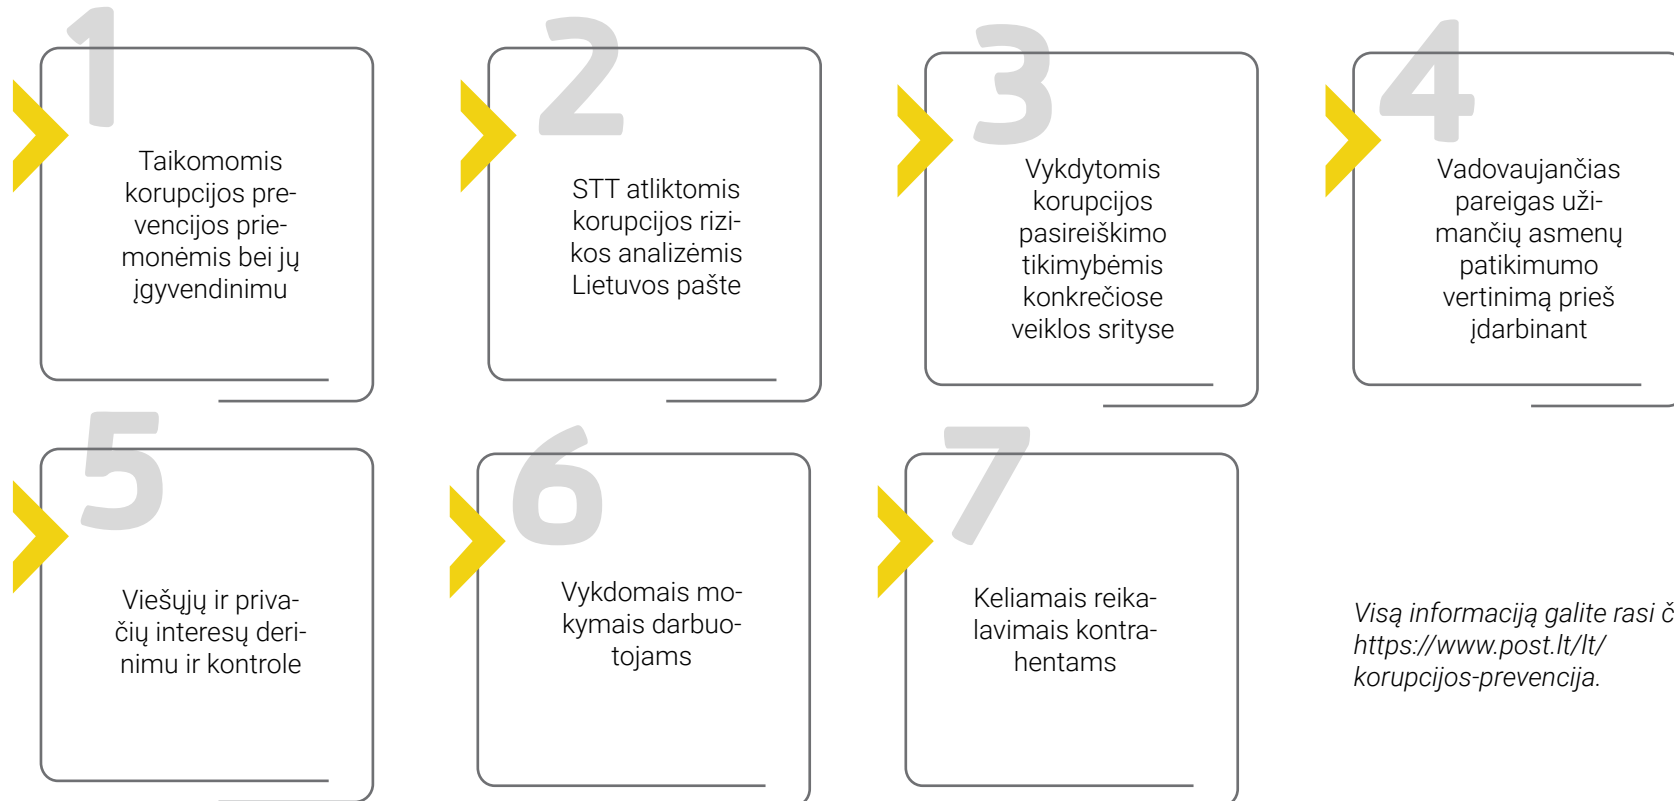 1
Taikomomis
korupcijos pre-
vencijos prie-
monėmis bei jų
įgyvendinimu
2
STT atliktomis
korupcijos rizi-
kos analizėmis
Lietuvos pašte
3
Vykdytomis
korupcijos
pasireiškimo
tikimybėmis
konkrečiose
veiklos srityse
4
Vadovaujančias
pareigas uži-
mančių asmenų
patikimumo
vertinimą prieš
įdarbinant
5
Viešųjų ir priva-
čių interesų deri-
nimu ir kontrole
6
Vykdomais mo-
kymais darbuo-
tojams
7
Keliamais reika-
lavimais kontra-
hentams
Visą informaciją galite rasi
https://www.post.lt/lt/
korupcijos-prevencija.